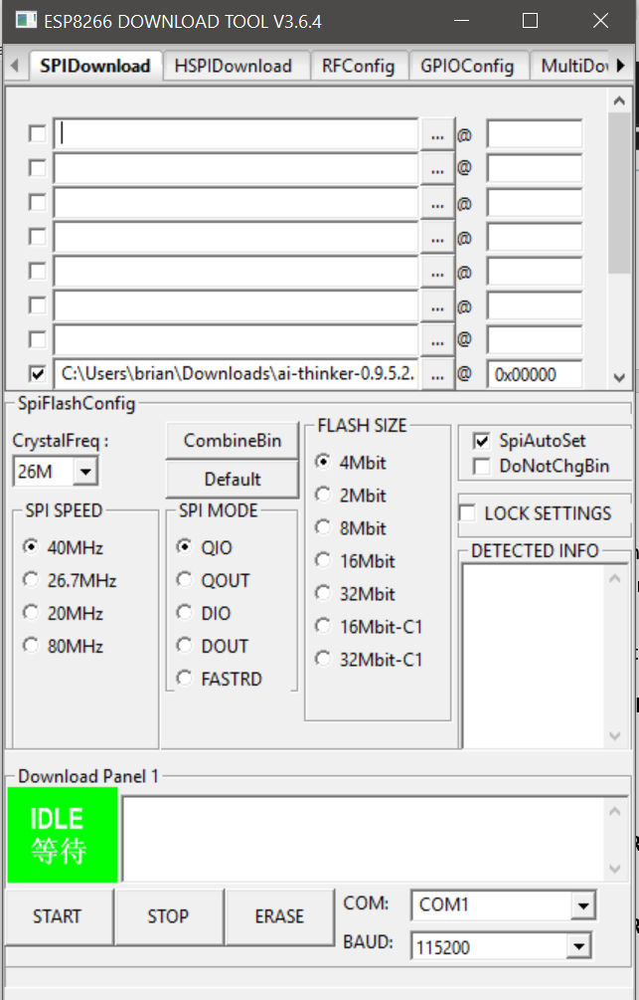 ESP8266 DOWNLOAD TOOL V3.6.4
SPIDownload HSPIDownload RFConfig GPIOConfig MultiDow
... @
... @
... @
... @
... @
... @
... @
C:\Users\brian\Downloads\ai-thinker-0.9.5.2. ... @ 0x00000
SpiFlashConfig
CrystalFreq :
26M
CombineBin
Default
SPI SPEED
40MHz
26.7MHz
20MHz
80MHz
SPI MODE
QIO
QOUT
DIO
DOUT
FASTRD
FLASH SIZE
4Mbit
2Mbit
8Mbit
16Mbit
32Mbit
16Mbit-C1
32Mbit-C1
SpiAutoSet
DoNotChgBin
LOCK SETTINGS
DETECTED INFO
Download Panel 1
IDLE
等待
START STOP ERASE
COM: COM1
BAUD: 115200